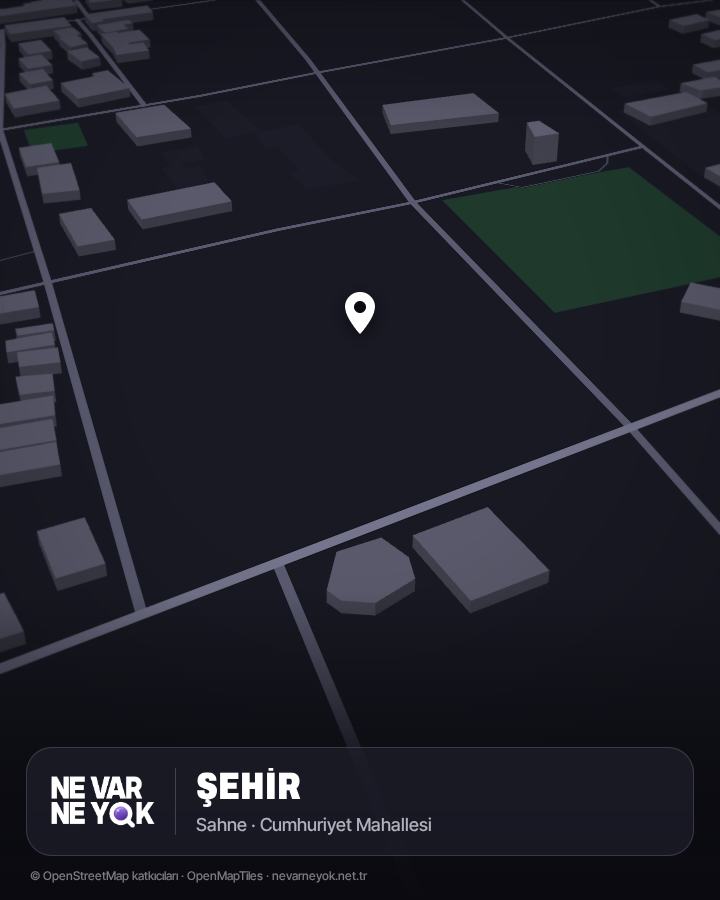 NE VAR
NE YOK
ŞEHİR
Sahne · Cumhuriyet Mahallesi
© OpenStreetMap katkıcıları · OpenMapTiles · nevarneyok.net.tr